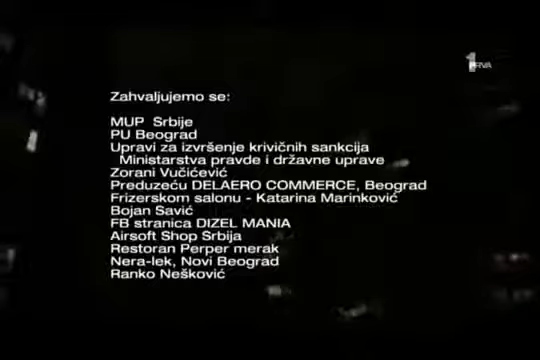 1
PRVA
Zahvaljujemo se:
MUP Srbije
PU Beograd
Upravi za izvršenje krivičnih sankcija
Ministarstva pravde i državne uprave
Zorani Vučićević
Preduzeću DELAERO COMMERCE, Beograd
Frizerskom salonu - Katarina Marinković
Bojan Savić
FB stranica DIZEL MANIA
Airsoft Shop Srbija
Restoran Perper merak
Nera-lek, Novi Beograd
Ranko Nešković